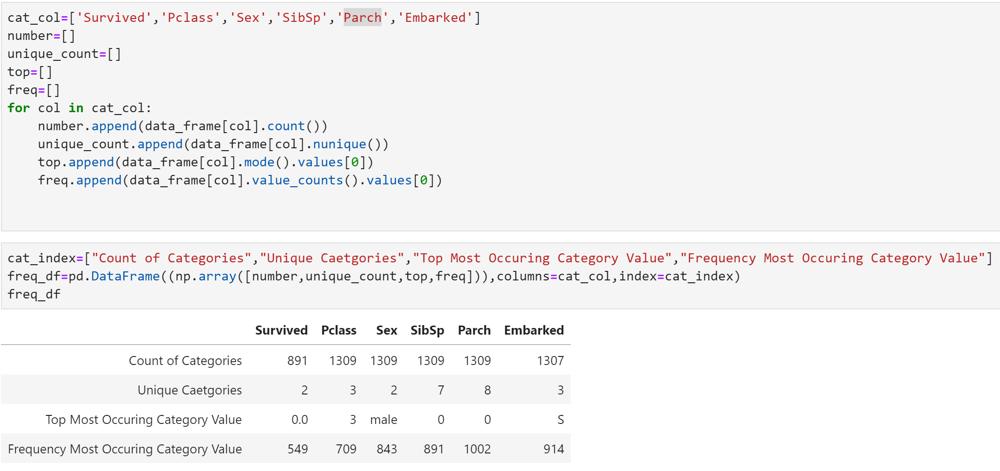 cat_col=['Survived','Pclass','Sex','SibSp','Parch','Embarked']
number=[]
unique_count=[]
top=[]
freq=[]
for col in cat_col:
    number.append(data_frame[col].count())
    unique_count.append(data_frame[col].nunique())
    top.append(data_frame[col].mode().values[0])
    freq.append(data_frame[col].value_counts().values[0])
cat_index=["Count of Categories","Unique Caetgories","Top Most Occuring Category Value","Frequency Most Occuring Category Value"]
freq_df=pd.DataFrame((np.array([number,unique_count,top,freq])),columns=cat_col,index=cat_index)
freq_df
Survived Pclass Sex SibSp Parch Embarked
Count of Categories 891 1309 1309 1309 1309 1307
Unique Caetgories 2 3 2 7 8 3
Top Most Occuring Category Value 0.0 3 male 0 0 S
Frequency Most Occuring Category Value 549 709 843 891 1002 914